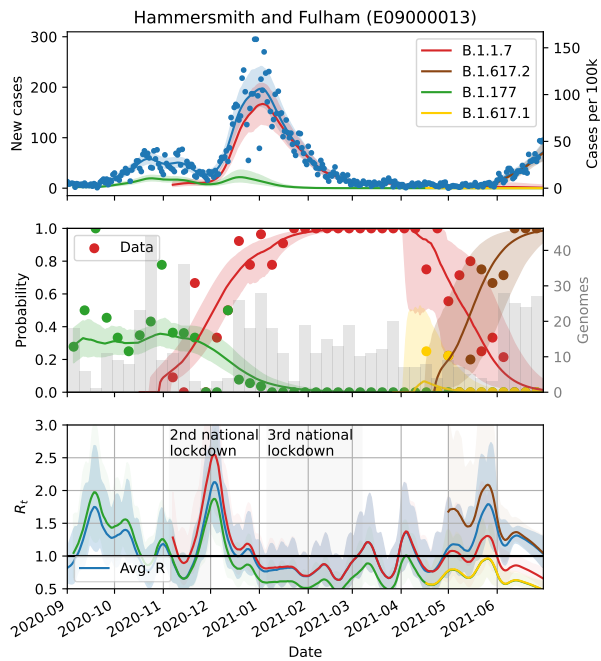 Hammersmith and Fulham (E09000013)
300
200
100
0
New cases
B.1.1.7
B.1.617.2
B.1.177
B.1.617.1
150
100
50
0
Cases per 100k
1.0
0.8
0.6
0.4
0.2
0.0
Probability
Data
40
30
20
10
0
Genomes
3.0
2.5
2.0
1.5
1.0
0.5
Rt
2nd national
lockdown
3rd national
lockdown
Avg. R
2020-09
2020-10
2020-11
2020-12
2021-01
2021-02
2021-03
2021-04
2021-05
2021-06
Date